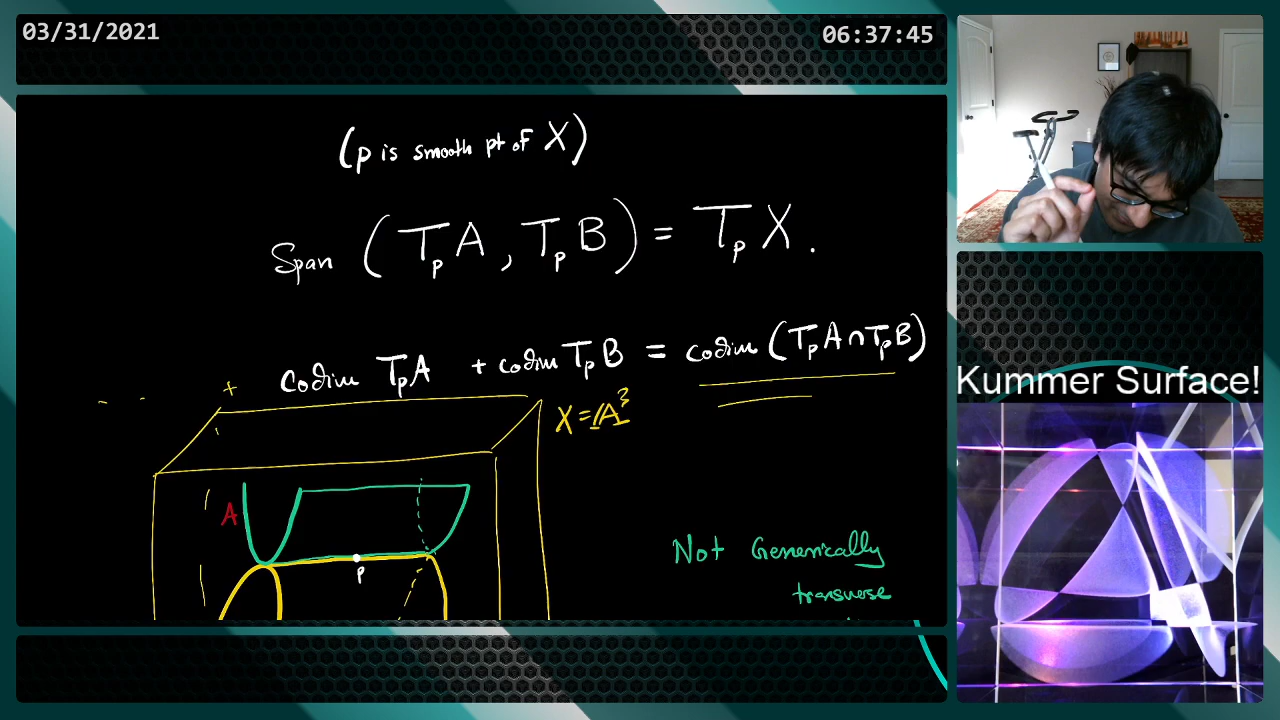 03/31/2021
06:37:45
(p is smooth pt of X)
Span (TpA, TpB) = TpX.
codim TpA + codim TpB = codim (TpA ∩ TpB)
+
X = A³
A
p
Not Generically
transverse
Kummer Surface!